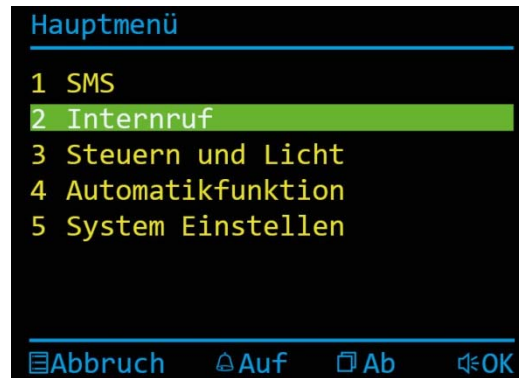 Hauptmenü
1 SMS
2 Internruf
3 Steuern und Licht
4 Automatikfunktion
5 System Einstellen
Abbruch Auf Ab OK